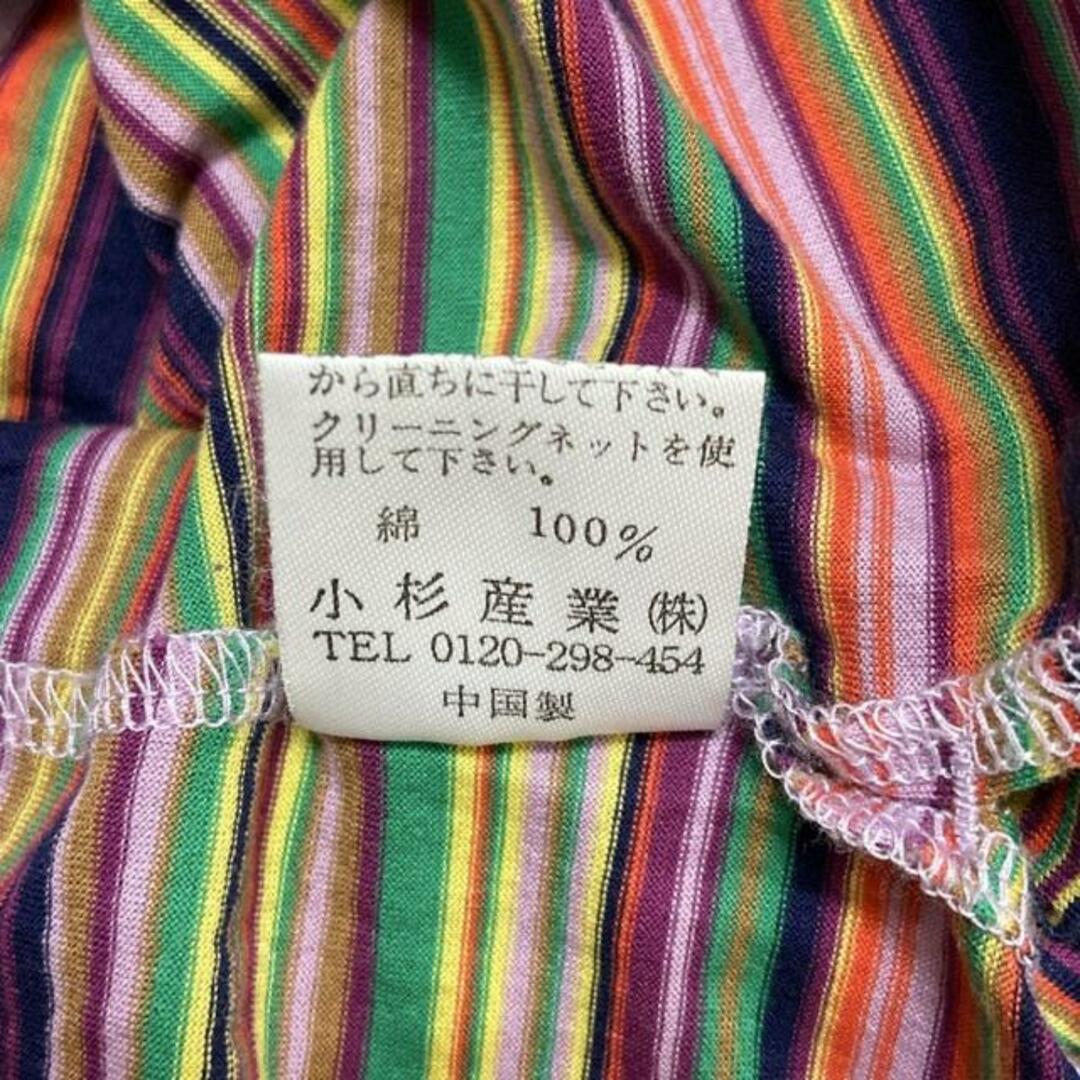 から直ちに干して下さい。
クリーニングネットを使
用して下さい。
綿 100%
小杉産業(株)
TEL 0120-298-454
中国製